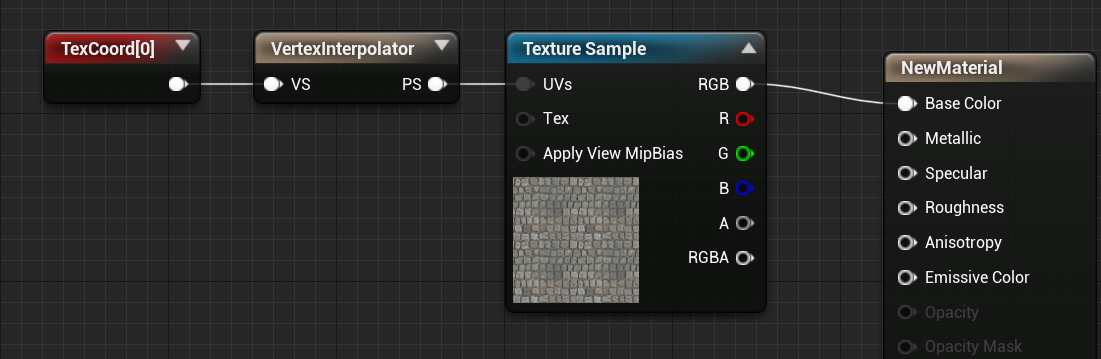 TexCoord[0]
VertexInterpolator
VS PS
Texture Sample
UVs RGB
Tex R
Apply View MipBias G
B
A
RGBA
NewMaterial
Base Color
Metallic
Specular
Roughness
Anisotropy
Emissive Color
Opacity
Opacity Mask